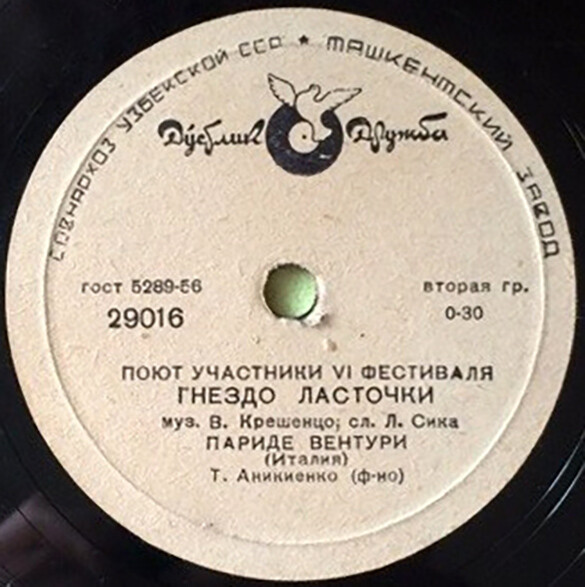 СОВНАРХОЗ УЗБЕКСКОЙ ССР ★ ТАШКЕНТСКИЙ ЗАВОД
Дўстлик Дружба
гост 5289-56
29016
вторая гр.
0-30
ПОЮТ УЧАСТНИКИ VI ФЕСТИВАЛЯ
ГНЕЗДО ЛАСТОЧКИ
муз. В. Крешенцо; сл. Л. Сика
ПАРИДЕ ВЕНТУРИ
(Италия)
Т. Аникиенко (ф-но)